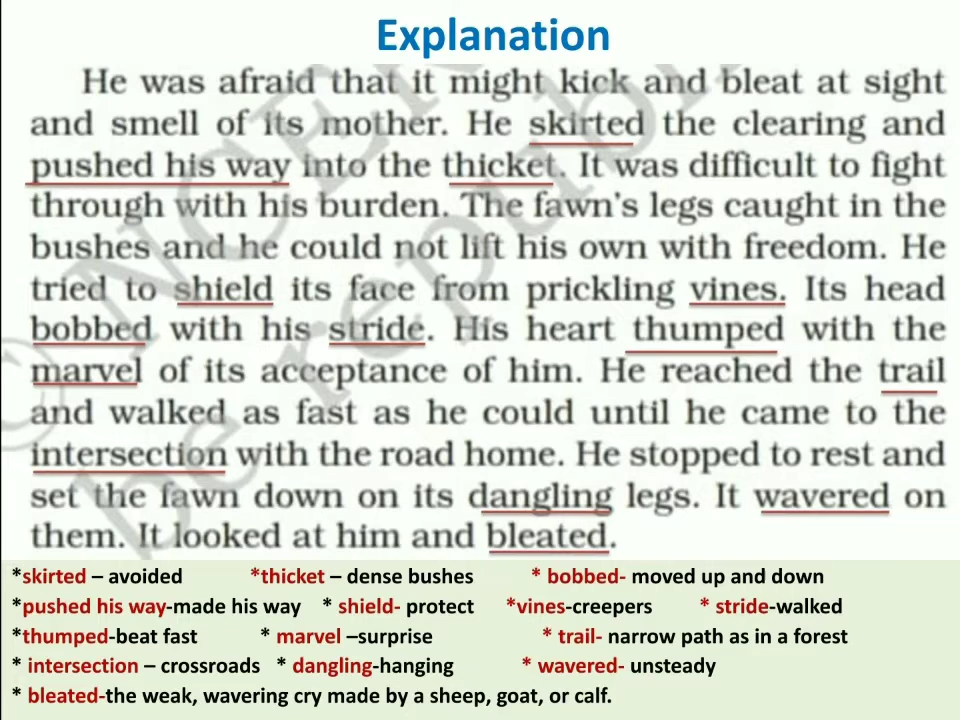 Explanation
He was afraid that it might kick and bleat at sight
and smell of its mother. He skirted the clearing and
pushed his way into the thicket. It was difficult to fight
through with his burden. The fawn's legs caught in the
bushes and he could not lift his own with freedom. He
tried to shield its face from prickling vines. Its head
bobbed with his stride. His heart thumped with the
marvel of its acceptance of him. He reached the trail
and walked as fast as he could until he came to the
intersection with the road home. He stopped to rest and
set the fawn down on its dangling legs. It wavered on
them. It looked at him and bleated.
*skirted – avoided *thicket – dense bushes * bobbed- moved up and down
*pushed his way-made his way * shield- protect *vines-creepers * stride-walked
*thumped-beat fast * marvel –surprise * trail- narrow path as in a forest
* intersection – crossroads * dangling-hanging * wavered- unsteady
* bleated-the weak, wavering cry made by a sheep, goat, or calf.
© NCERT
be republi